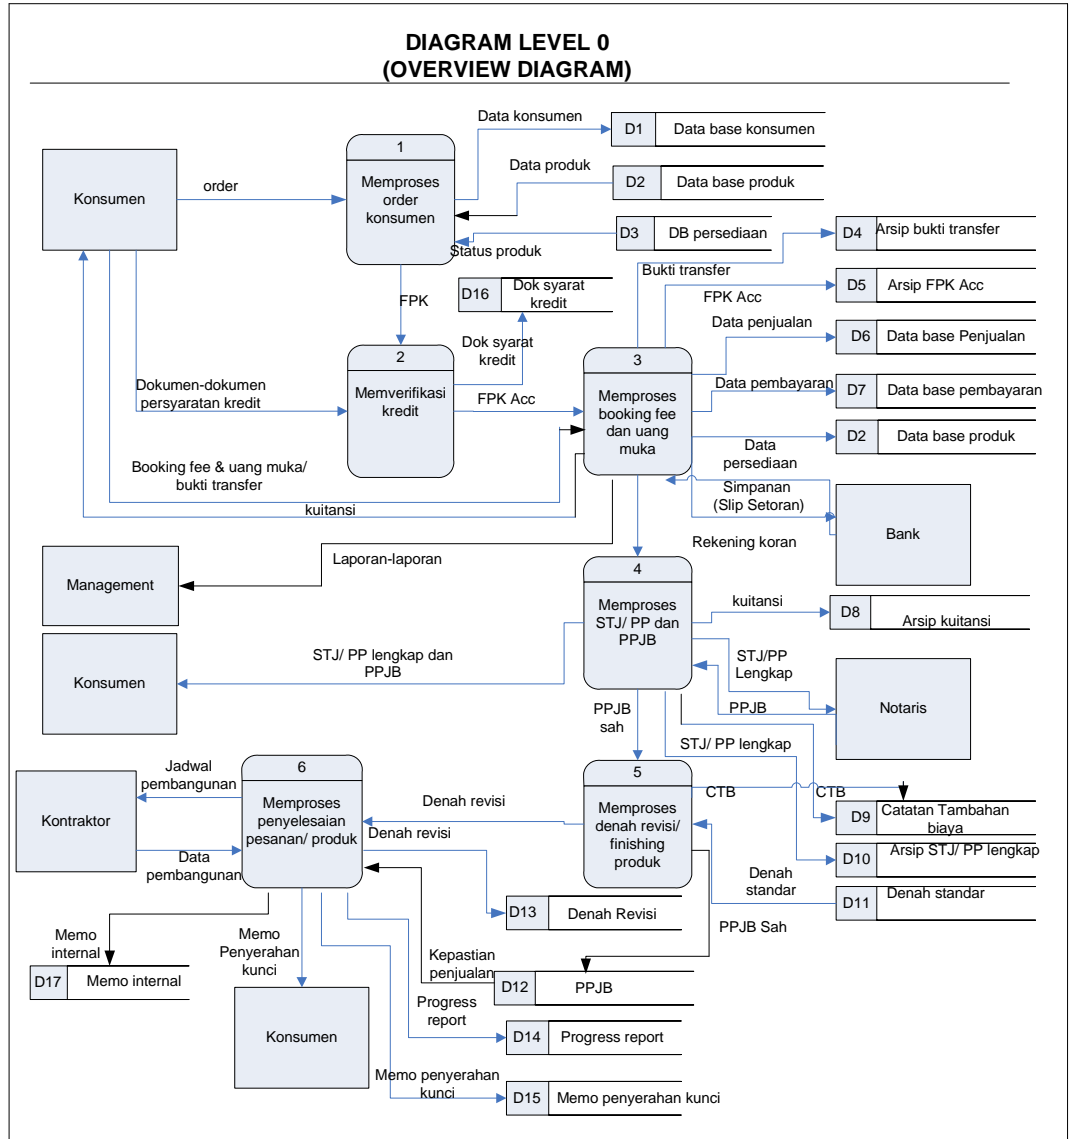 DIAGRAM LEVEL 0
(OVERVIEW DIAGRAM)
Data konsumen
D1
Data base konsumen
1
Memproses
order
konsumen
Konsumen
order
Data produk
D2
Data base produk
D3
DB persediaan
Status produk
D4
Arsip bukti transfer
Bukti transfer
D5
Arsip FPK Acc
FPK Acc
D16
Dok syarat
kredit
FPK
Dok syarat
kredit
Data penjualan
D6
Data base Penjualan
2
Memverifikasi
kredit
3
Memproses
booking fee
dan uang
muka
Dokumen-dokumen
persyaratan kredit
FPK Acc
Data pembayaran
D7
Data base pembayaran
D2
Data base produk
Data
persediaan
Booking fee & uang muka/
bukti transfer
kuitansi
Simpanan
(Slip Setoran)
Bank
Rekening koran
Laporan-laporan
Management
4
Memproses
STJ/ PP dan
PPJB
kuitansi
D8
Arsip kuitansi
Konsumen
STJ/ PP lengkap dan
PPJB
STJ/PP
Lengkap
PPJB
Notaris
PPJB
sah
STJ/ PP lengkap
6
Memproses
penyelesaian
pesanan/ produk
5
Memproses
denah revisi/
finishing
produk
Jadwal
pembangunan
Kontraktor
Data
pembangunan
Denah revisi
Denah revisi
CTB
CTB
D9
Catatan Tambahan
biaya
D10
Arsip STJ/ PP lengkap
Denah
standar
D11
Denah standar
D13
Denah Revisi
PPJB Sah
Memo
internal
D17
Memo internal
Memo
Penyerahan
kunci
Kepastian
penjualan
D12
PPJB
Konsumen
Progress
report
D14
Progress report
Memo penyerahan
kunci
D15
Memo penyerahan kunci